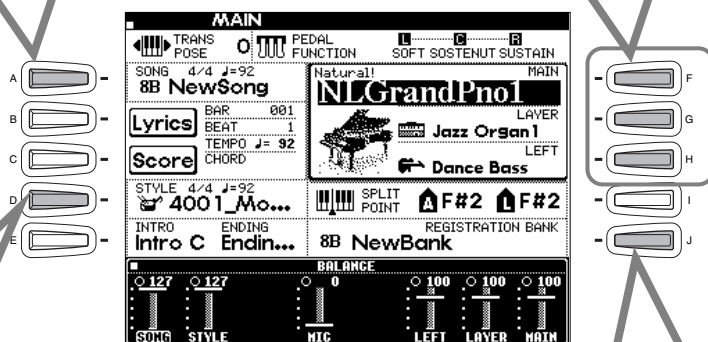 MAIN
TRANS POSE 0 PEDAL FUNCTION L C R SOFT SOSTENUT SUSTAIN
SONG 4/4 ♩=92
8B NewSong
Natural! MAIN
NLGrandPno1
LAYER
Jazz Organ1
LEFT
Dance Bass
Lyrics BAR 001
BEAT 1
TEMPO ♩= 92
Score CHORD
STYLE 4/4 ♩=92
4001_Mo...
SPLIT POINT A F#2 L F#2
INTRO ENDING
Intro C Endin...
REGISTRATION BANK
8B NewBank
BALANCE
127 127 0 100 100 100
SONG STYLE MIC LEFT LAYER MAIN
A
B
C
D
E
F
G
H
I
J